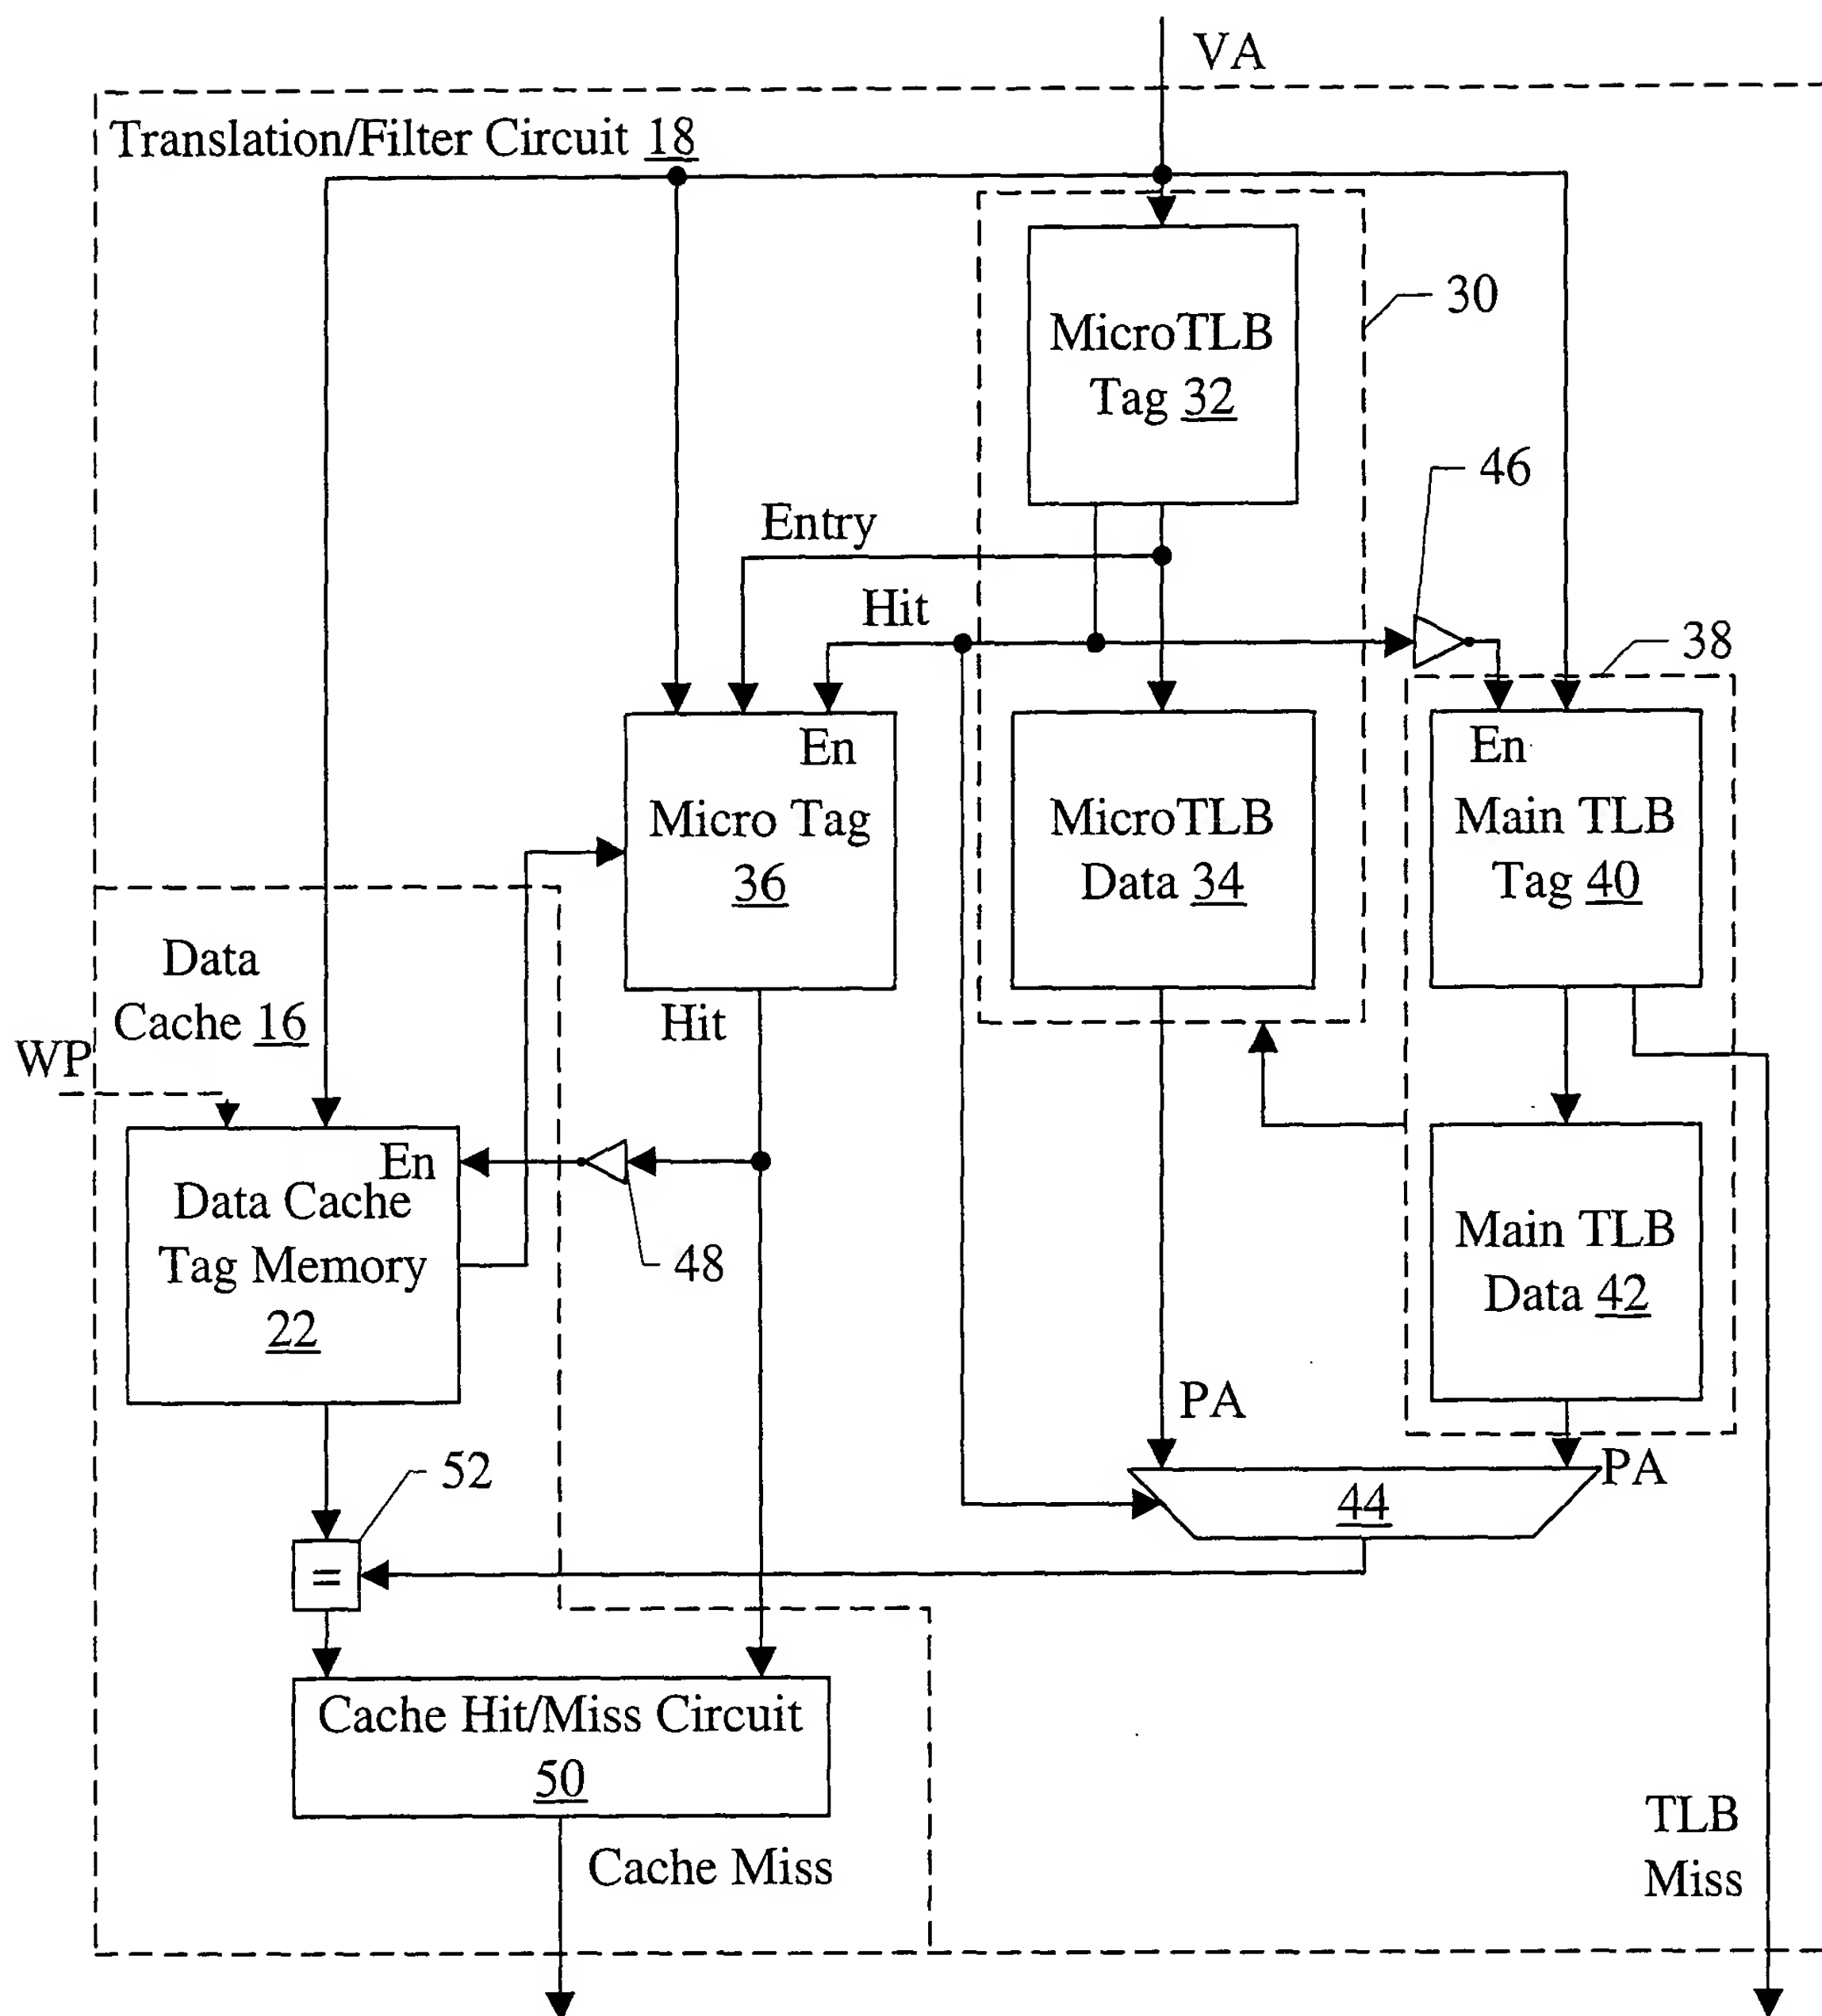 VA
Translation/Filter Circuit 18
30
MicroTLB
Tag 32
46
Entry
Hit
38
En
Micro Tag
36
MicroTLB
Data 34
En
Main TLB
Tag 40
Data
Cache 16
Hit
WP
En
Data Cache
Tag Memory
22
48
Main TLB
Data 42
PA
PA
52
44
=
Cache Hit/Miss Circuit
50
Cache Miss
TLB
Miss